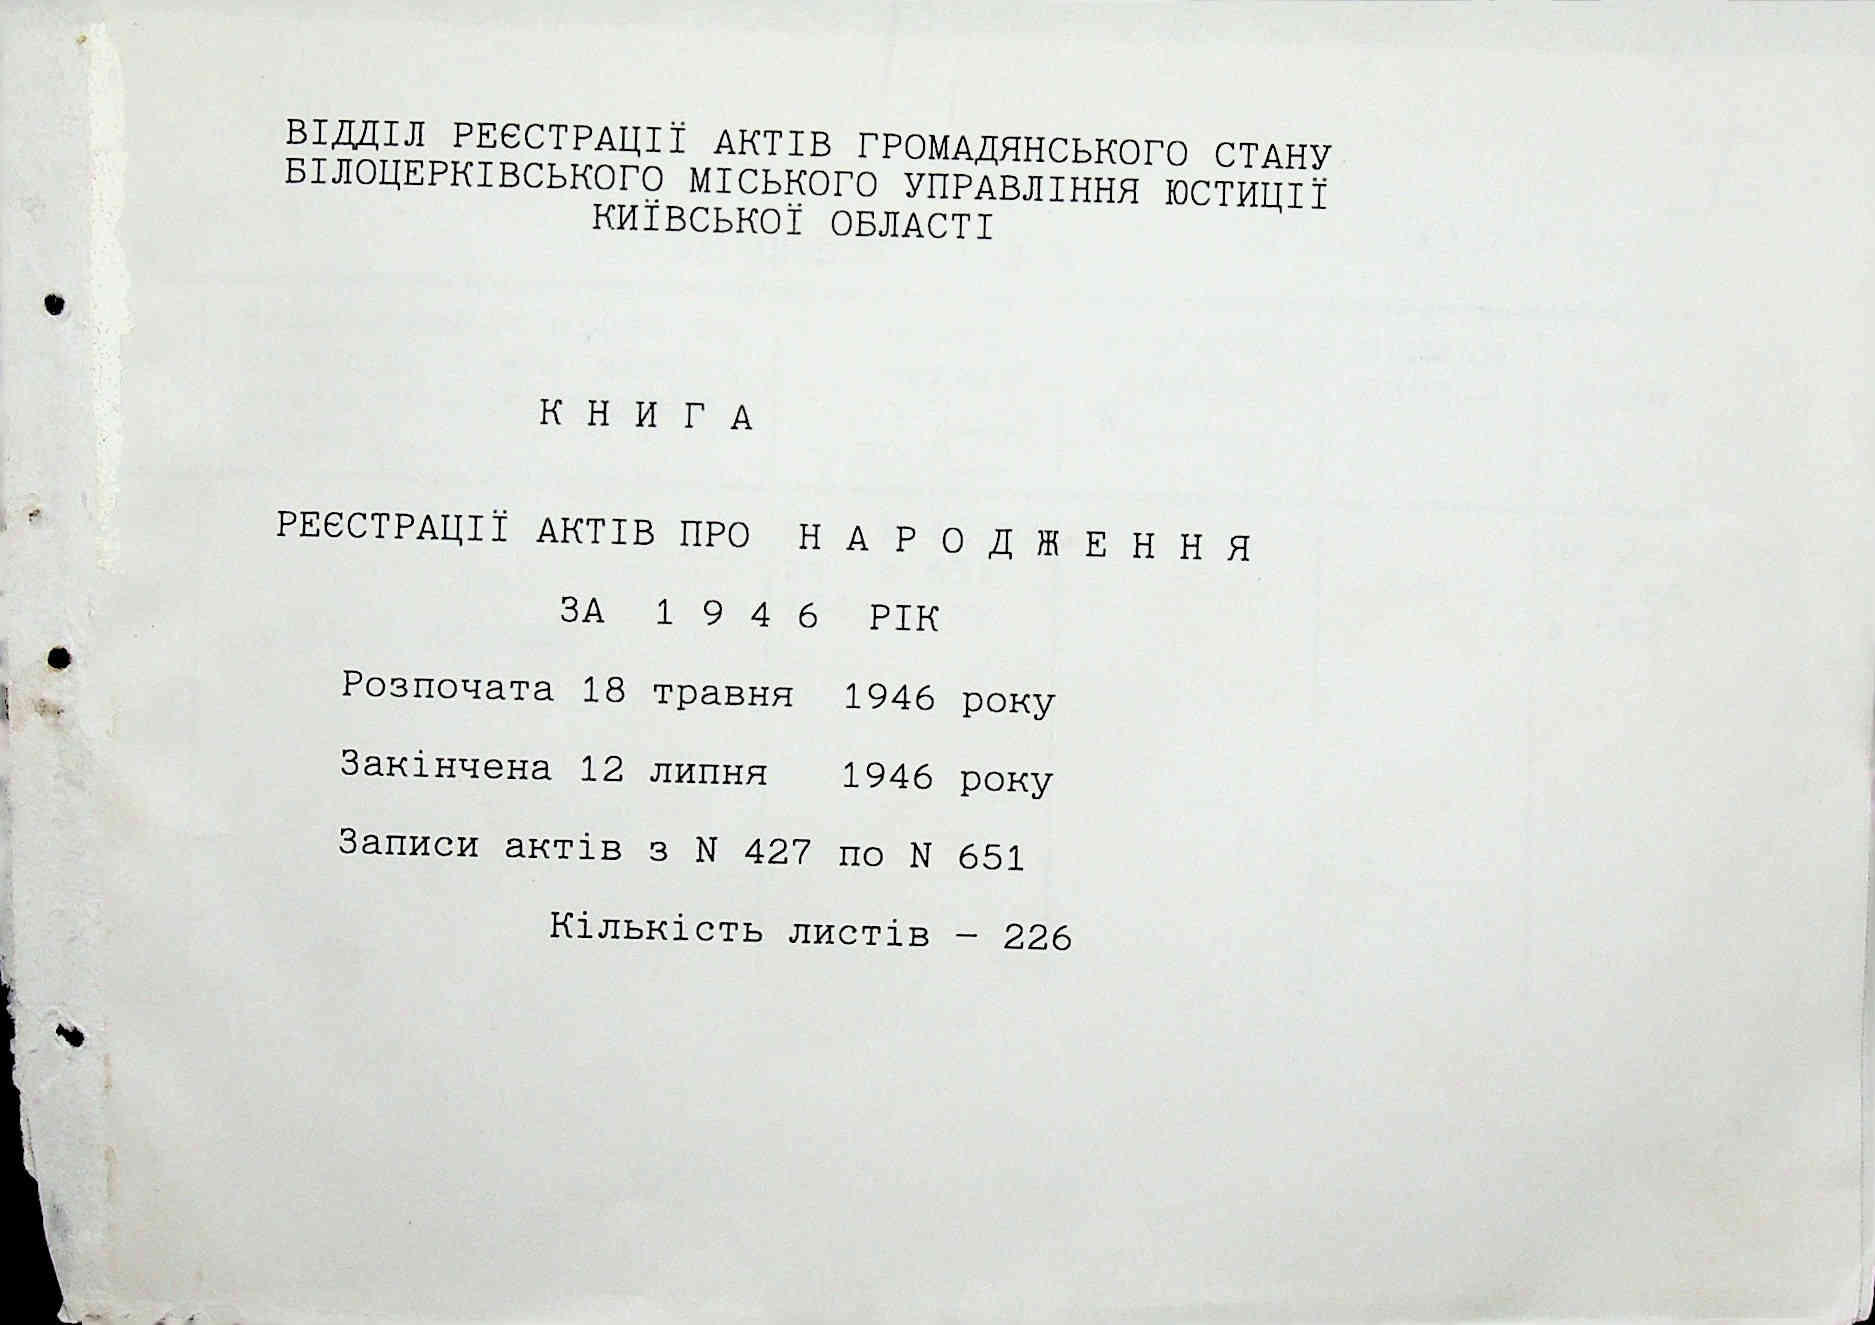 ВІДДІЛ РЕЄСТРАЦІЇ АКТІВ ГРОМАДЯНСЬКОГО СТАНУ
БІЛОЦЕРКІВСЬКОГО МІСЬКОГО УПРАВЛІННЯ ЮСТИЦІЇ
КИЇВСЬКОЇ ОБЛАСТІ
К Н И Г А
РЕЄСТРАЦІЇ АКТІВ ПРО Н А Р О Д Ж Е Н Н Я
ЗА 1 9 4 6 РІК
Розпочата 18 травня 1946 року
Закінчена 12 липня 1946 року
Записи актів з N 427 по N 651
Кількість листів – 226